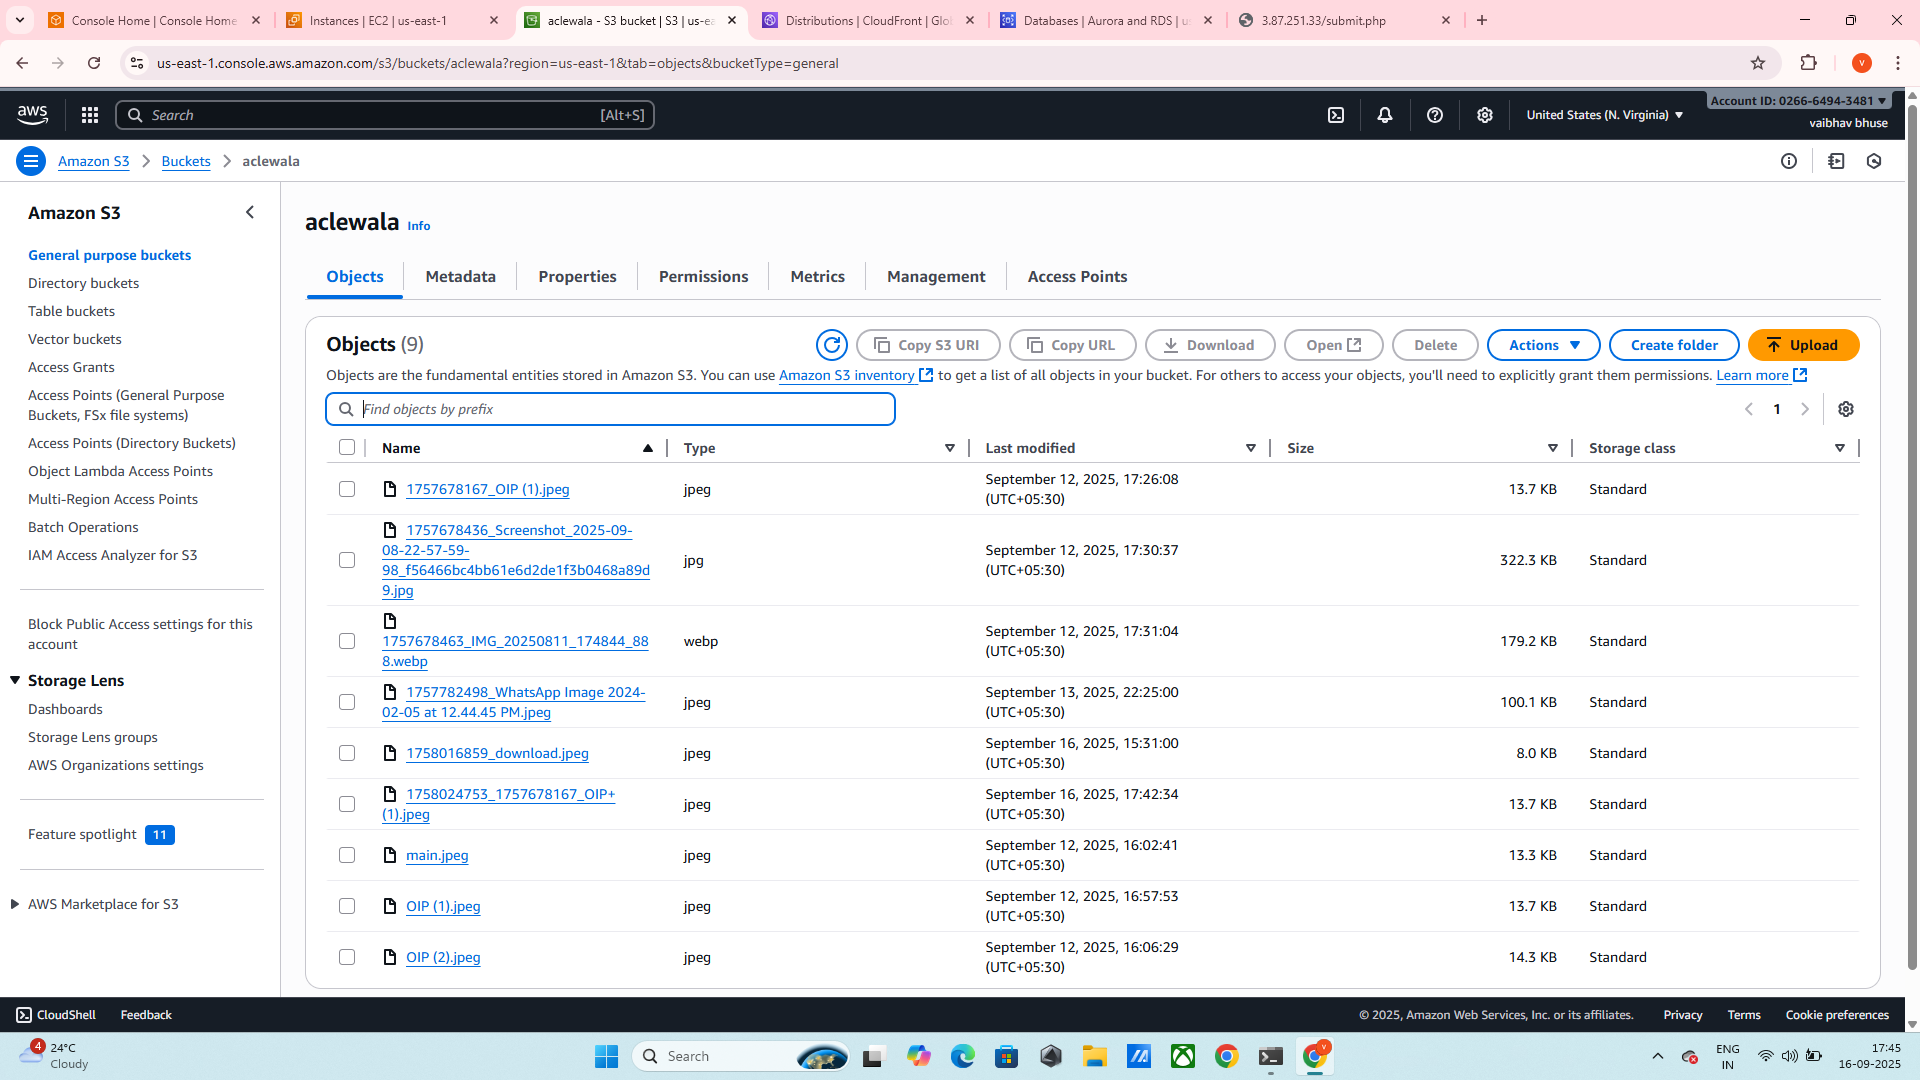 Console Home | Console Home
Instances | EC2 | us-east-1
aclewala - S3 bucket | S3 | us-ea
Distributions | CloudFront | Glo
Databases | Aurora and RDS | u
3.87.251.33/submit.php
us-east-1.console.aws.amazon.com/s3/buckets/aclewala?region=us-east-1&tab=objects&bucketType=general
V
aws
Search
[Alt+S]
United States (N. Virginia)
Account ID: 0266-6494-3481
vaibhav bhuse
Amazon S3
Buckets
aclewala
Amazon S3
General purpose buckets
Directory buckets
Table buckets
Vector buckets
Access Grants
Access Points (General Purpose
Buckets, FSx file systems)
Access Points (Directory Buckets)
Object Lambda Access Points
Multi-Region Access Points
Batch Operations
IAM Access Analyzer for S3
Block Public Access settings for this
account
Storage Lens
Dashboards
Storage Lens groups
AWS Organizations settings
Feature spotlight 11
AWS Marketplace for S3
aclewala Info
Objects
Metadata
Properties
Permissions
Metrics
Management
Access Points
Objects (9)
Copy S3 URI
Copy URL
Download
Open
Delete
Actions
Create folder
Upload
Objects are the fundamental entities stored in Amazon S3. You can use Amazon S3 inventory to get a list of all objects in your bucket. For others to access your objects, you'll need to explicitly grant them permissions. Learn more
Find objects by prefix
1
Name
Type
Last modified
Size
Storage class
1757678167_OIP (1).jpeg
jpeg
September 12, 2025, 17:26:08
(UTC+05:30)
13.7 KB
Standard
1757678436_Screenshot_2025-09-
08-22-57-59-
98_f56466bc4bb61e6d2de1f3b0468a89d
9.jpg
jpg
September 12, 2025, 17:30:37
(UTC+05:30)
322.3 KB
Standard
1757678463_IMG_20250811_174844_88
8.webp
webp
September 12, 2025, 17:31:04
(UTC+05:30)
179.2 KB
Standard
1757782498_WhatsApp Image 2024-
02-05 at 12.44.45 PM.jpeg
jpeg
September 13, 2025, 22:25:00
(UTC+05:30)
100.1 KB
Standard
1758016859_download.jpeg
jpeg
September 16, 2025, 15:31:00
(UTC+05:30)
8.0 KB
Standard
1758024753_1757678167_OIP+
(1).jpeg
jpeg
September 16, 2025, 17:42:34
(UTC+05:30)
13.7 KB
Standard
main.jpeg
jpeg
September 12, 2025, 16:02:41
(UTC+05:30)
13.3 KB
Standard
OIP (1).jpeg
jpeg
September 12, 2025, 16:57:53
(UTC+05:30)
13.7 KB
Standard
OIP (2).jpeg
jpeg
September 12, 2025, 16:06:29
(UTC+05:30)
14.3 KB
Standard
CloudShell
Feedback
© 2025, Amazon Web Services, Inc. or its affiliates.
Privacy
Terms
Cookie preferences
4
24°C
Cloudy
Search
ENG
IN
17:45
16-09-2025